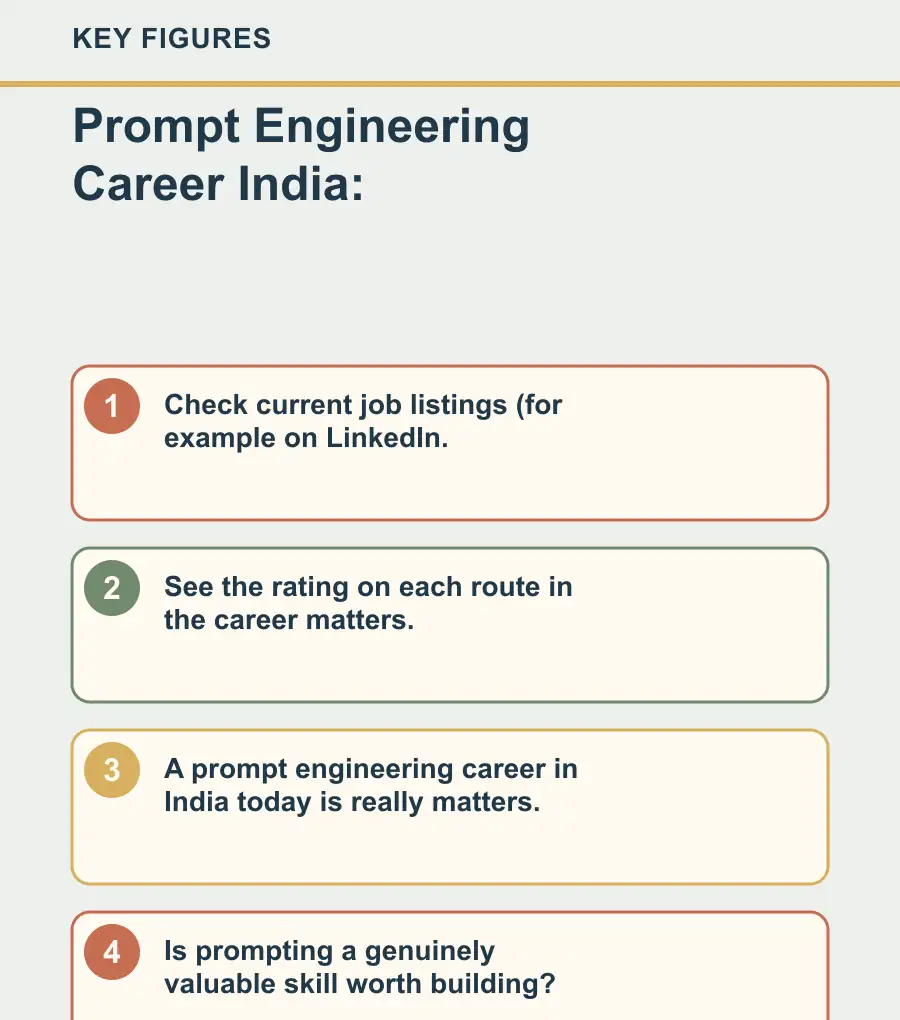 KEY FIGURES
Prompt Engineering
Career India:
1
Check current job listings (for
example on LinkedIn.
2
See the rating on each route in
the career matters.
3
A prompt engineering career in
India today is really matters.
4
Is prompting a genuinely
valuable skill worth building?